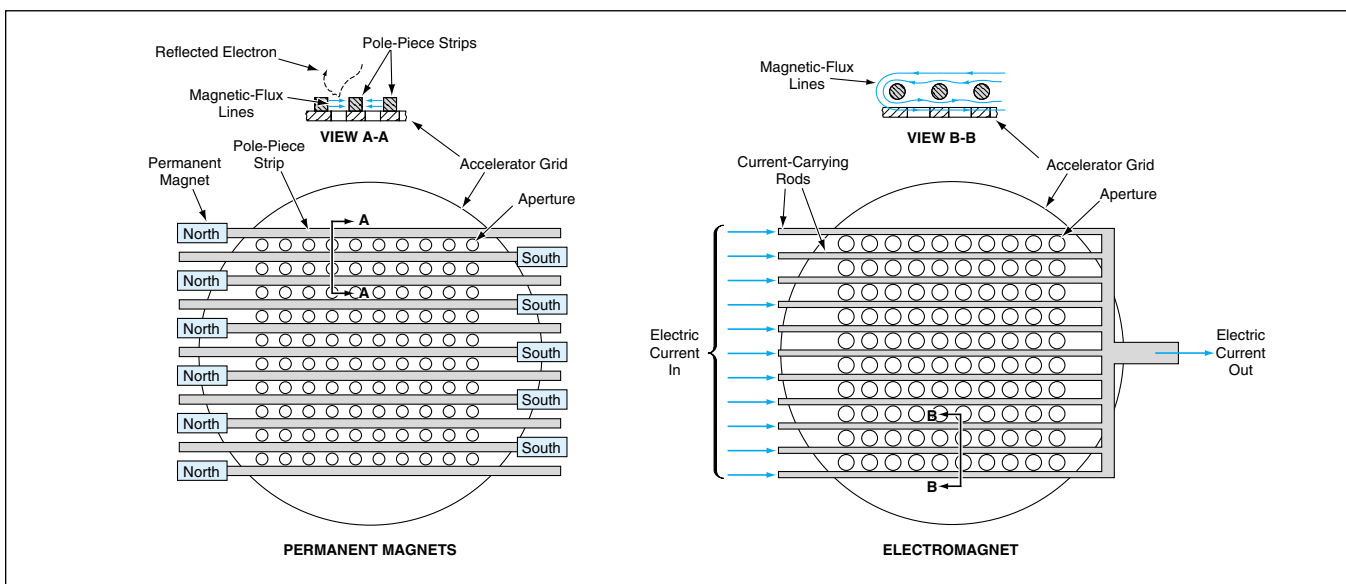 Reflected Electron
Pole-Piece Strips
Magnetic-Flux
Lines
VIEW A-A
Pole-Piece
Strip
Permanent
Magnet
Accelerator Grid
Aperture
A
A
North
South
North
South
North
South
North
South
North
South
North
PERMANENT MAGNETS
Magnetic-Flux
Lines
VIEW B-B
Current-Carrying
Rods
Accelerator Grid
Aperture
Electric
Current
In
Electric
Current
Out
B
B
ELECTROMAGNET